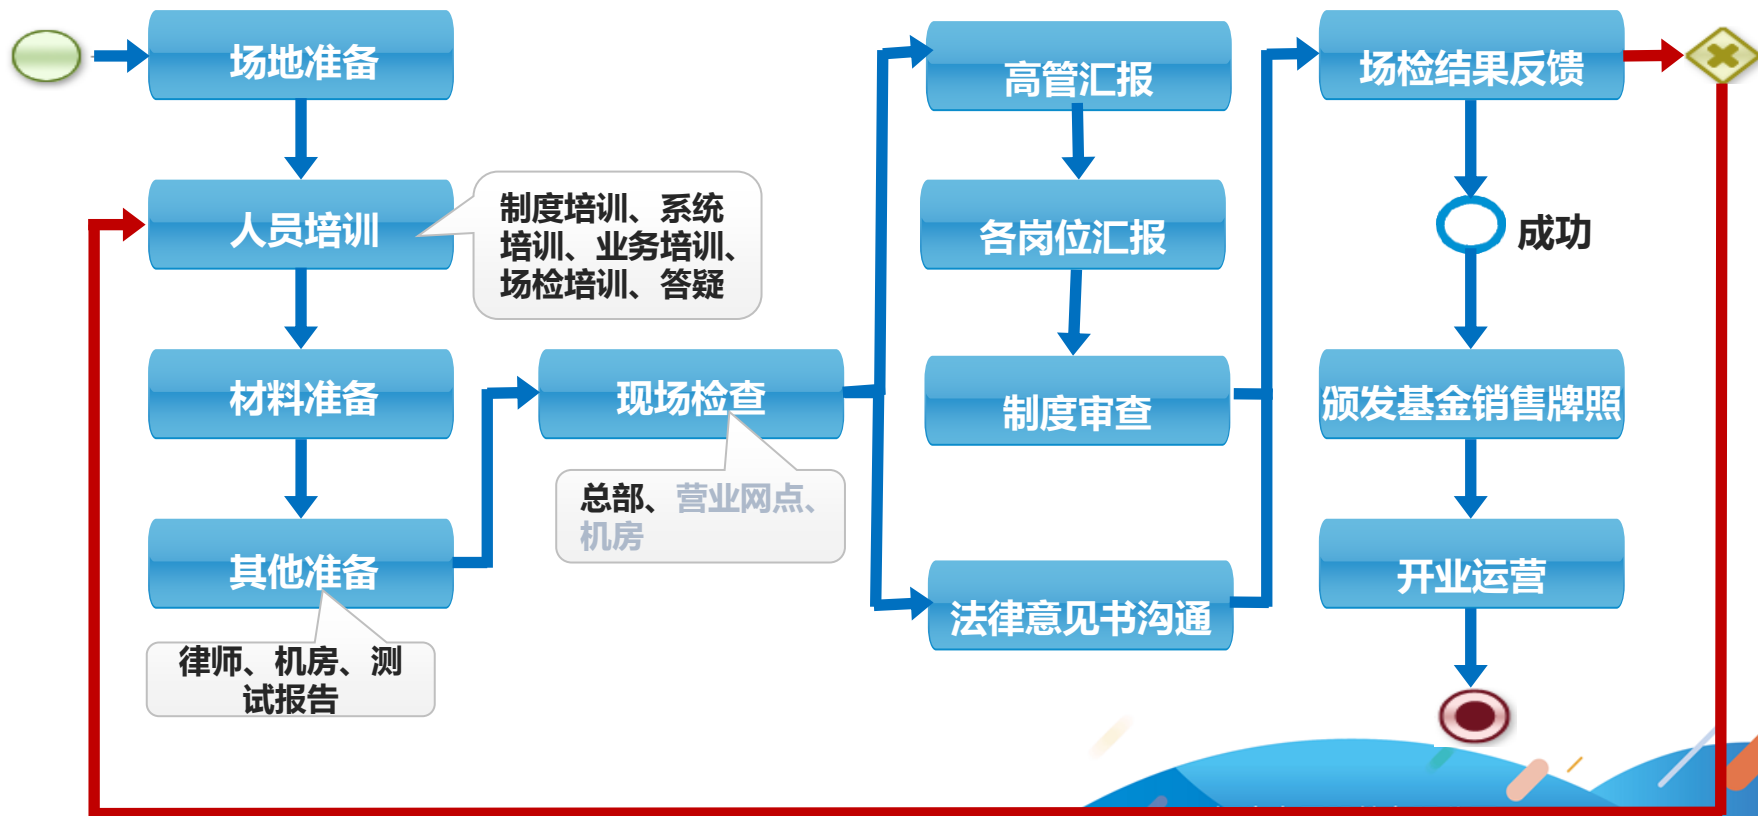 场地准备
人员培训
制度培训、系统
培训、业务培训、
场检培训、答疑
材料准备
其他准备
律师、机房、测
试报告
现场检查
总部、营业网点、
机房
高管汇报
各岗位汇报
制度审查
法律意见书沟通
场检结果反馈
成功
颁发基金销售牌照
开业运营